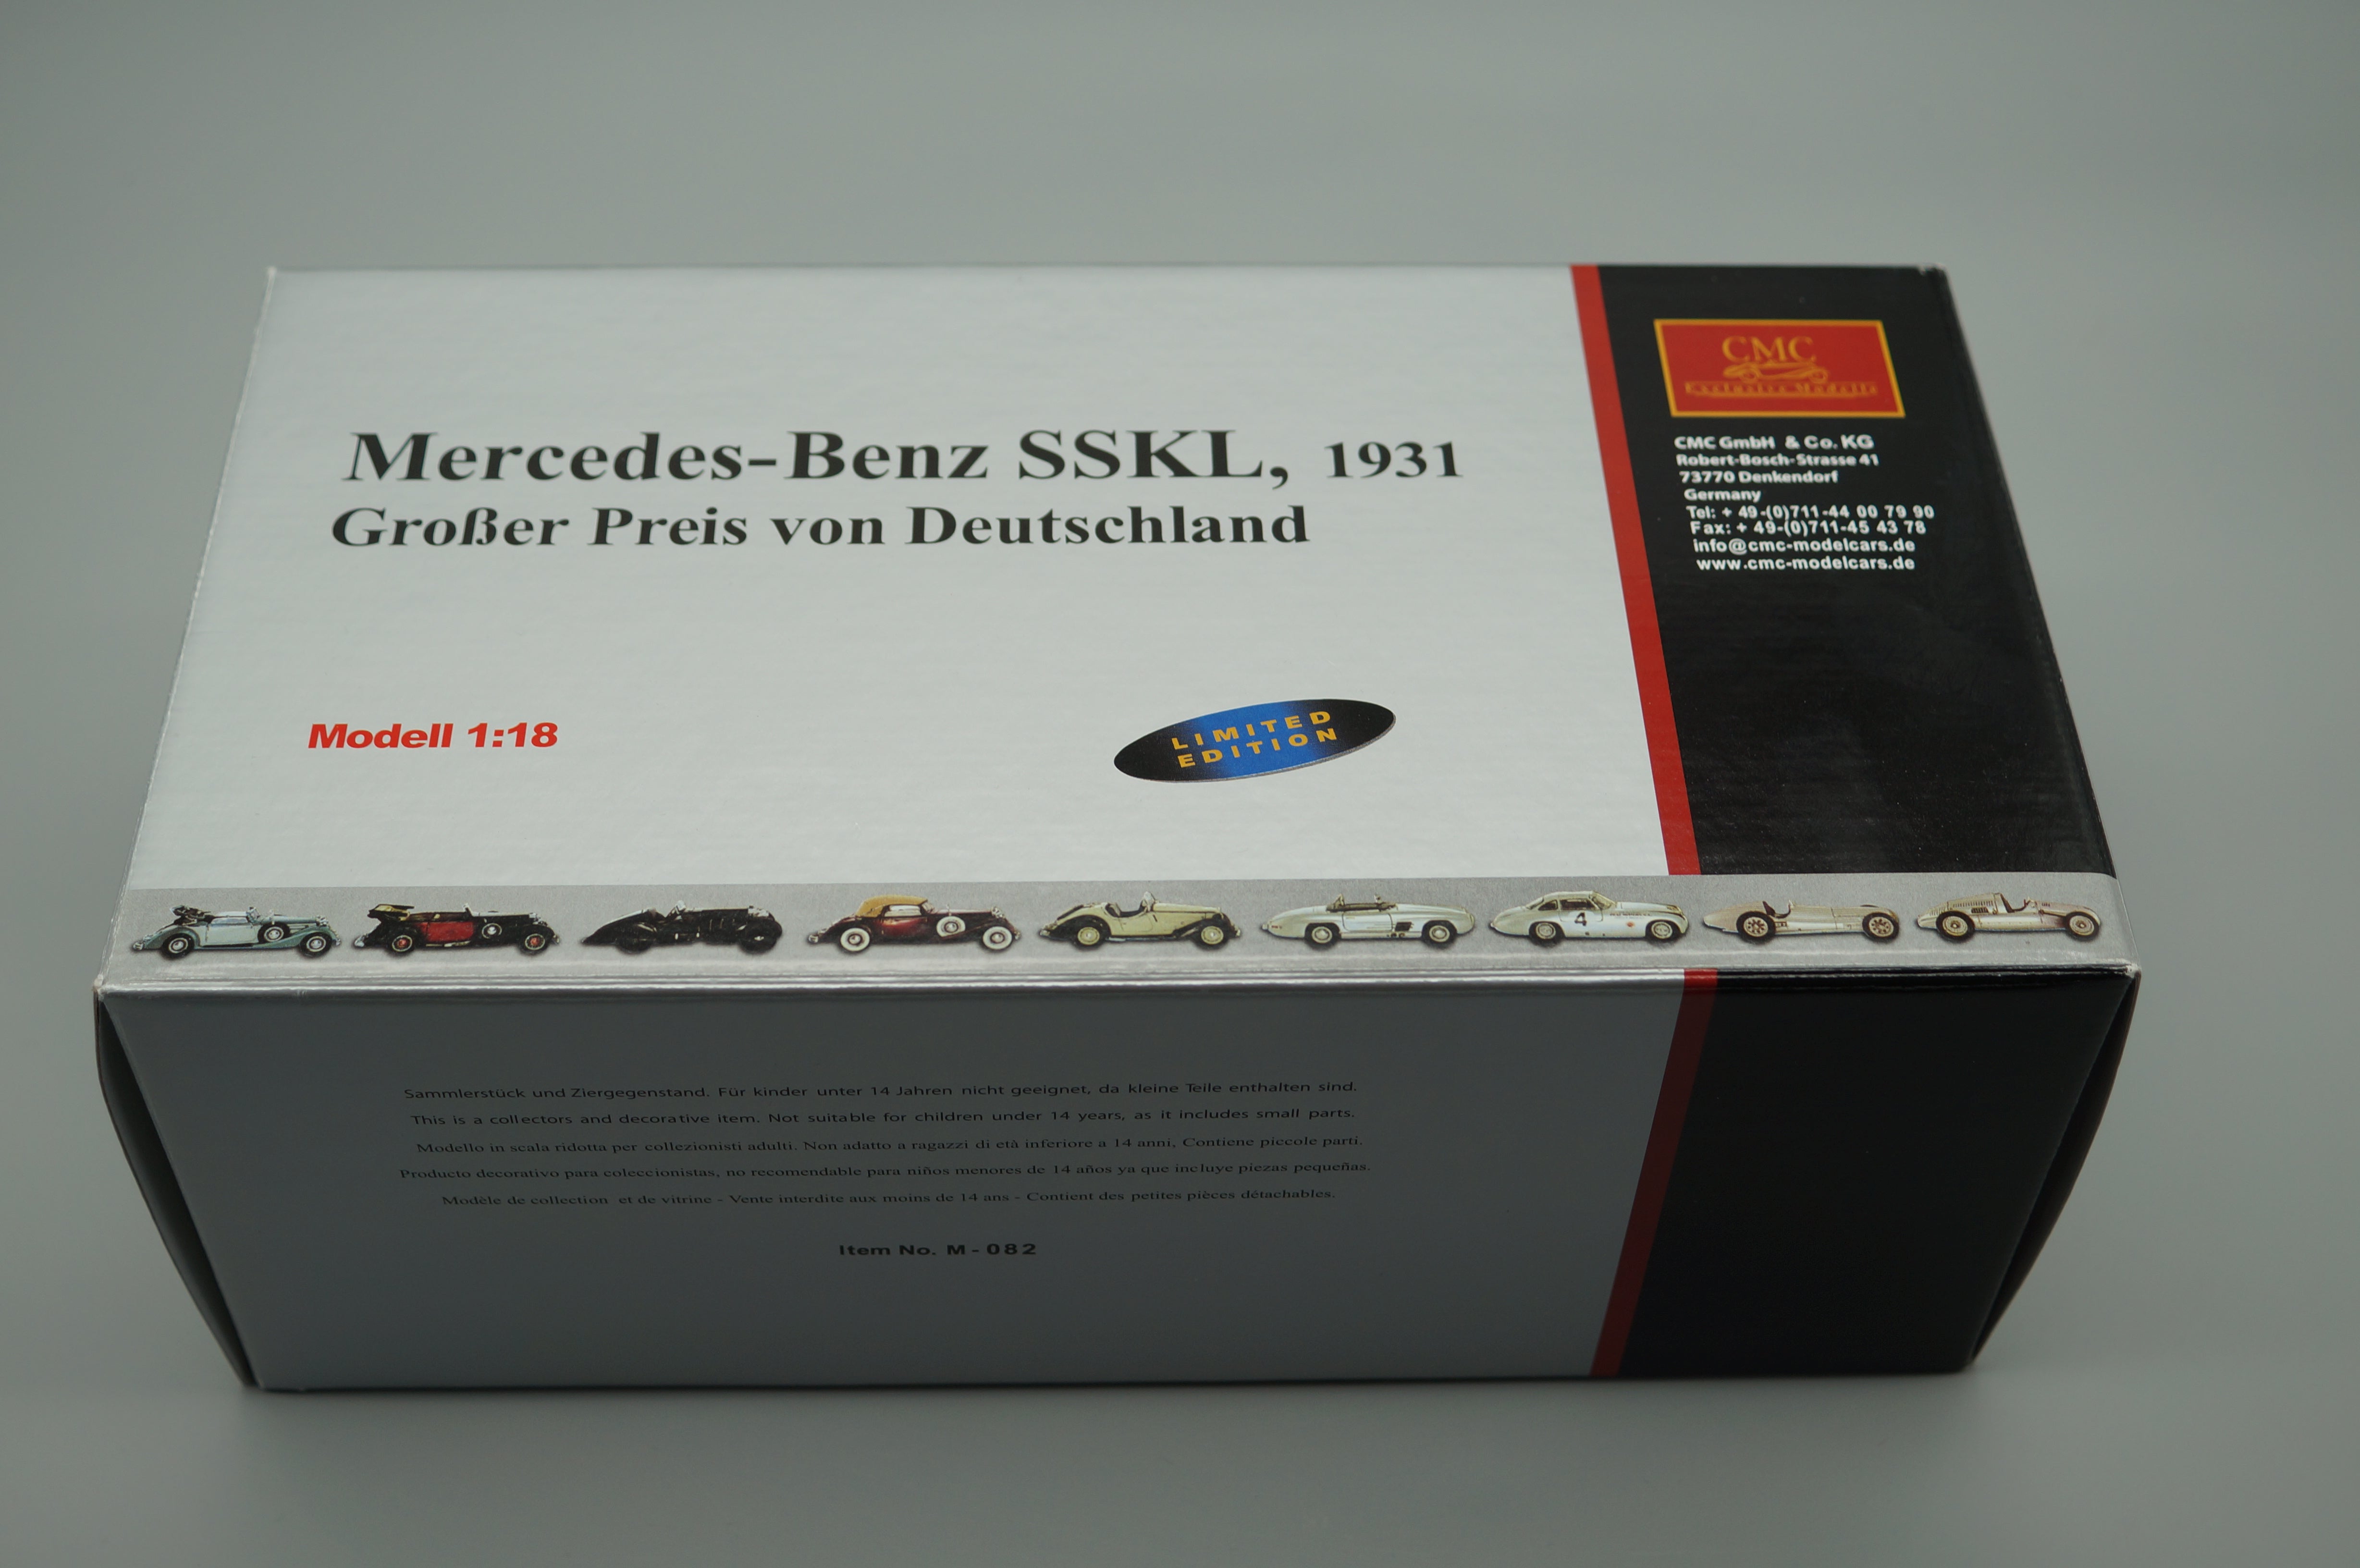 Mercedes-Benz SSKL, 1931
Großer Preis von Deutschland
Modell 1:18
LIMITED
EDITION
CMC
Exclusive Modelle
CMC GmbH & Co. KG
Robert-Bosch-Strasse 41
73770 Denkendorf
Germany
Tel: + 49-(0)711-44 00 79 90
Fax: + 49-(0)711-45 43 78
info@cmc-modelcars.de
www.cmc-modelcars.de
4
Sammlerstück und Ziergegenstand. Für kinder unter 14 Jahren nicht geeignet, da kleine Teile enthalten sind.
This is a collectors and decorative item. Not suitable for children under 14 years, as it includes small parts.
Modello in scala ridotta per collezionisti adulti. Non adatto a ragazzi di età inferiore a 14 anni, Contiene piccole parti.
Producto decorativo para coleccionistas, no recomendable para niños menores de 14 años ya que incluye piezas pequeñas.
Modèle de collection et de vitrine - Vente interdite aux moins de 14 ans - Contient des petites pièces détachables.
Item No. M-082